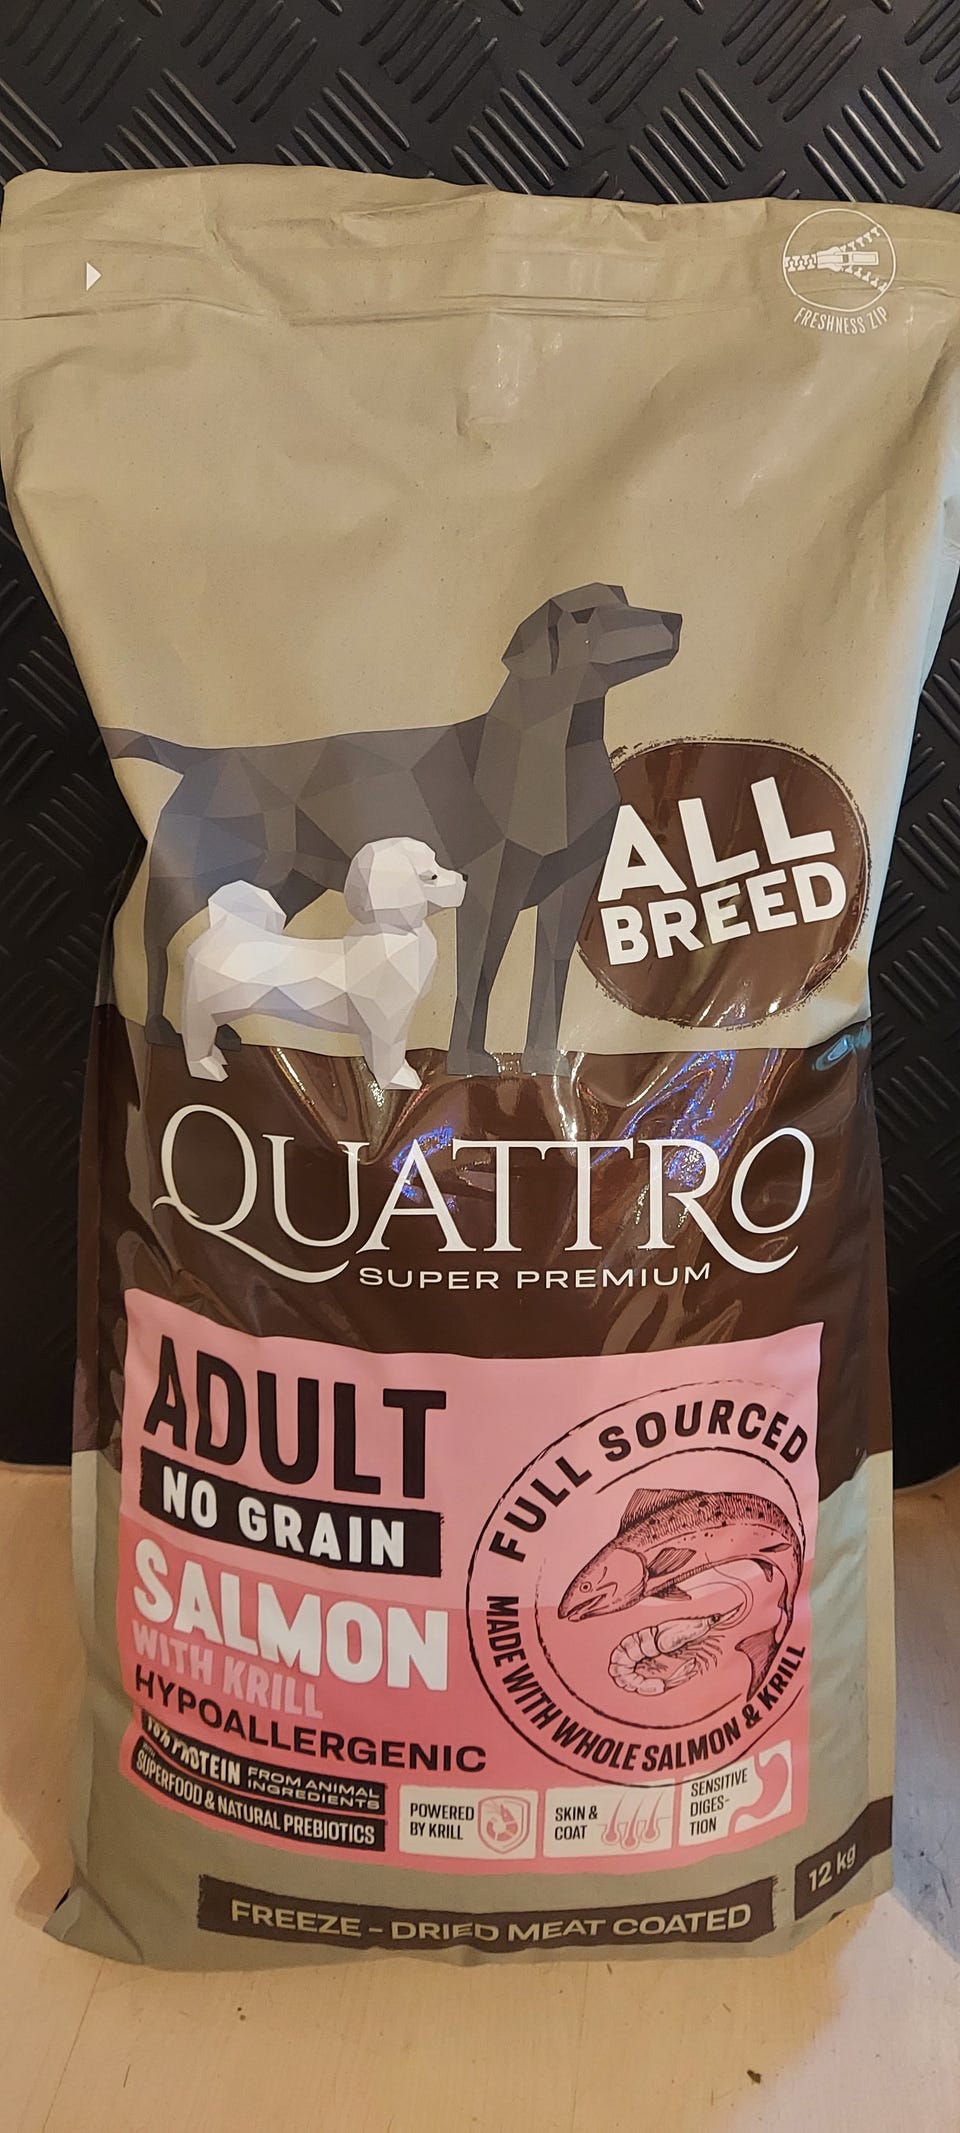 FRESHNESS ZIP
ALL
BREED
QUATTRO
SUPER PREMIUM
ADULT
NO GRAIN
SALMON
WITH KRILL
HYPOALLERGENIC
PROTEIN FROM ANIMAL
INGREDIENTS
SUPERFOOD & NATURAL PREBIOTICS
FULL SOURCED
MADE WITH WHOLE SALMON & KRILL
POWERED
BY KRILL
SKIN &
COAT
SENSITIVE
DIGES-
TION
12 kg
FREEZE - DRIED MEAT COATED